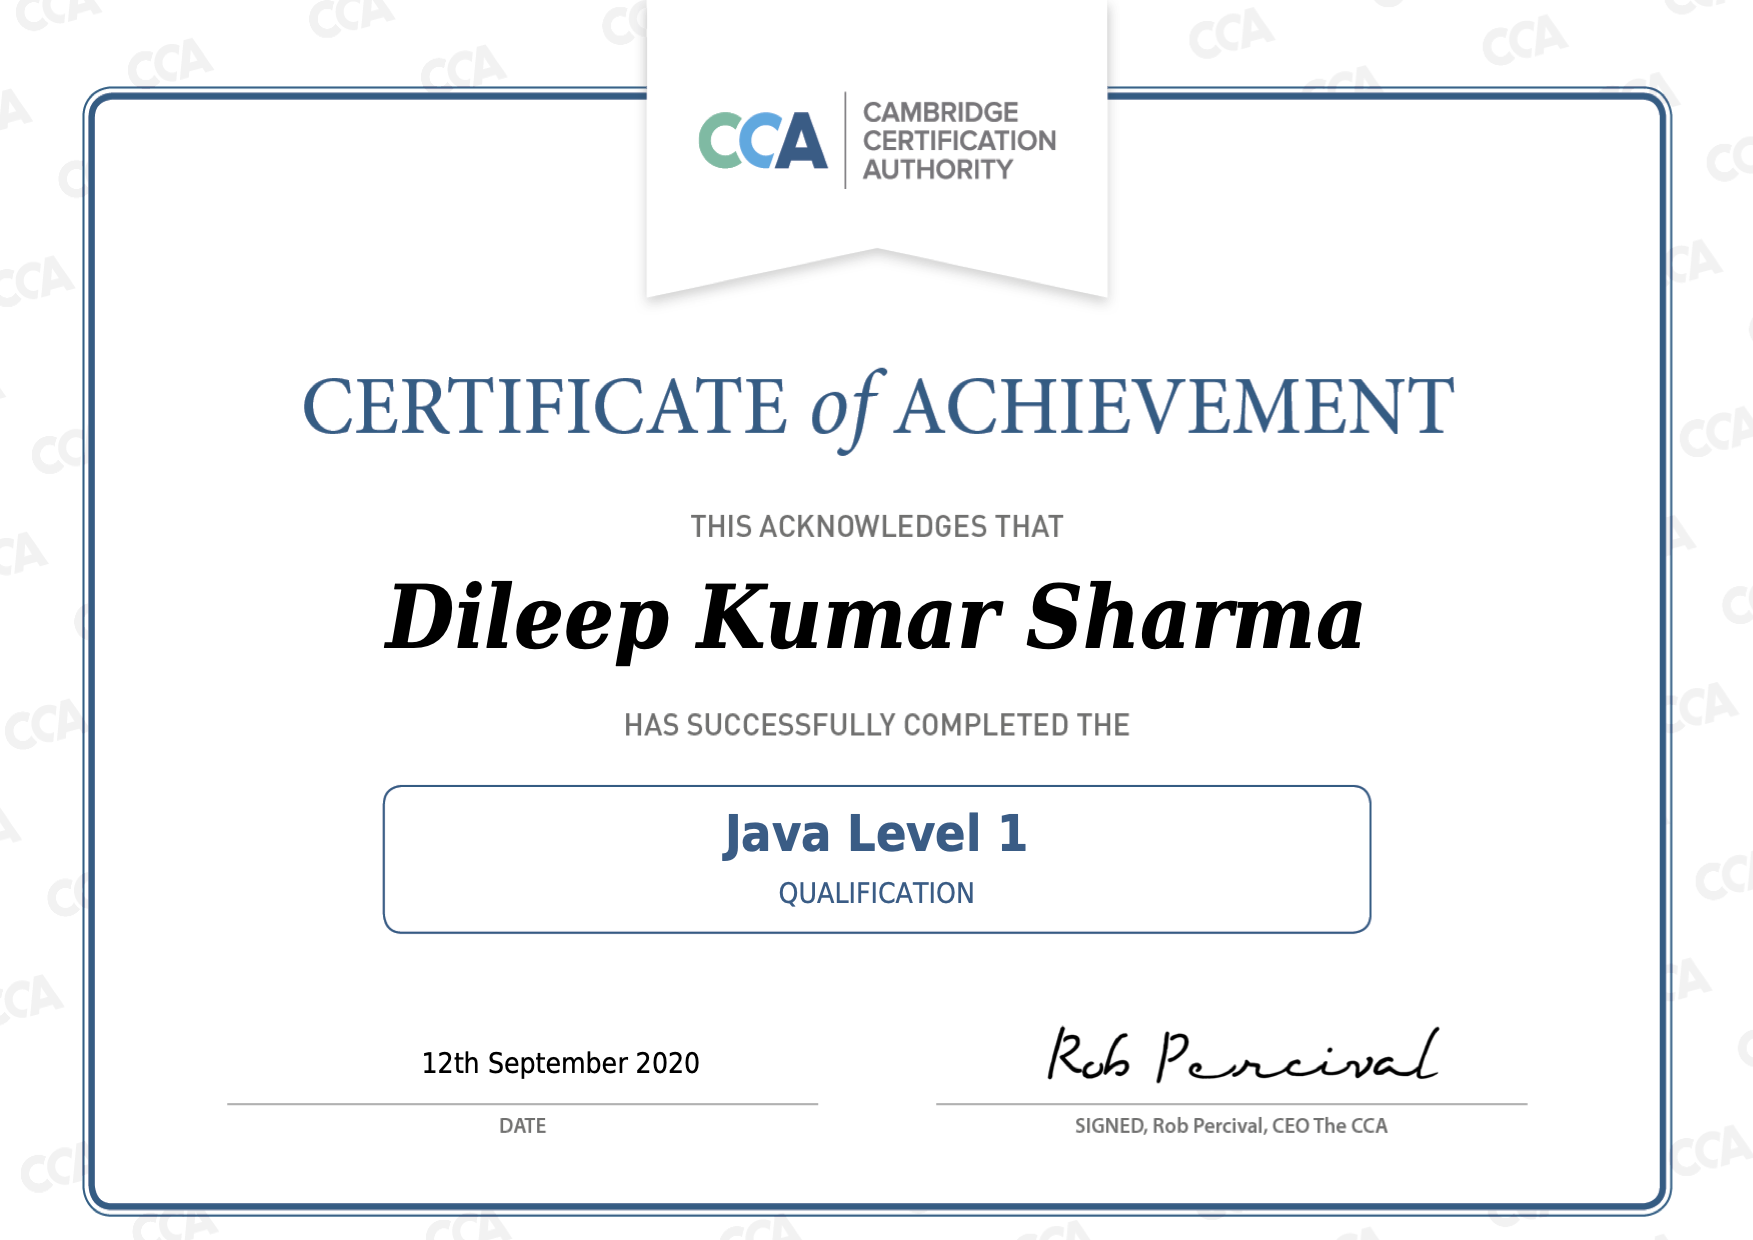 CCA
CAMBRIDGE
CERTIFICATION
AUTHORITY
CERTIFICATE of ACHIEVEMENT
THIS ACKNOWLEDGES THAT
Dileep Kumar Sharma
HAS SUCCESSFULLY COMPLETED THE
Java Level 1
QUALIFICATION
12th September 2020
Rob Percival
DATE
SIGNED, Rob Percival, CEO The CCA